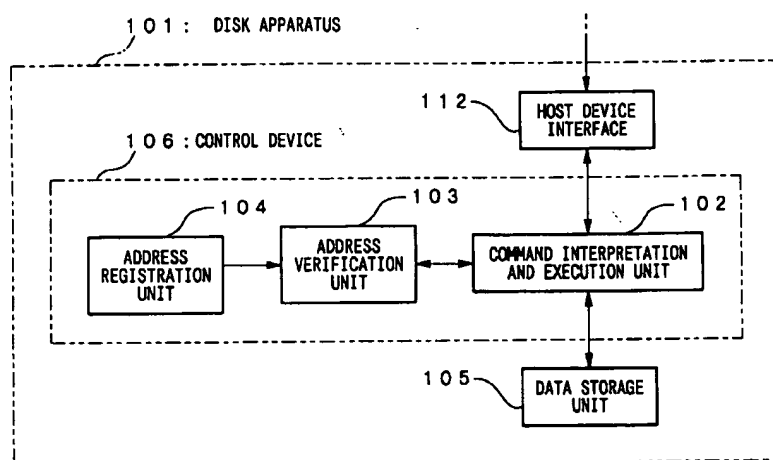 101: DISK APPARATUS
112
HOST DEVICE
INTERFACE
106: CONTROL DEVICE
104
103
102
ADDRESS
REGISTRATION
UNIT
ADDRESS
VERIFICATION
UNIT
COMMAND INTERPRETATION
AND EXECUTION UNIT
105
DATA STORAGE
UNIT